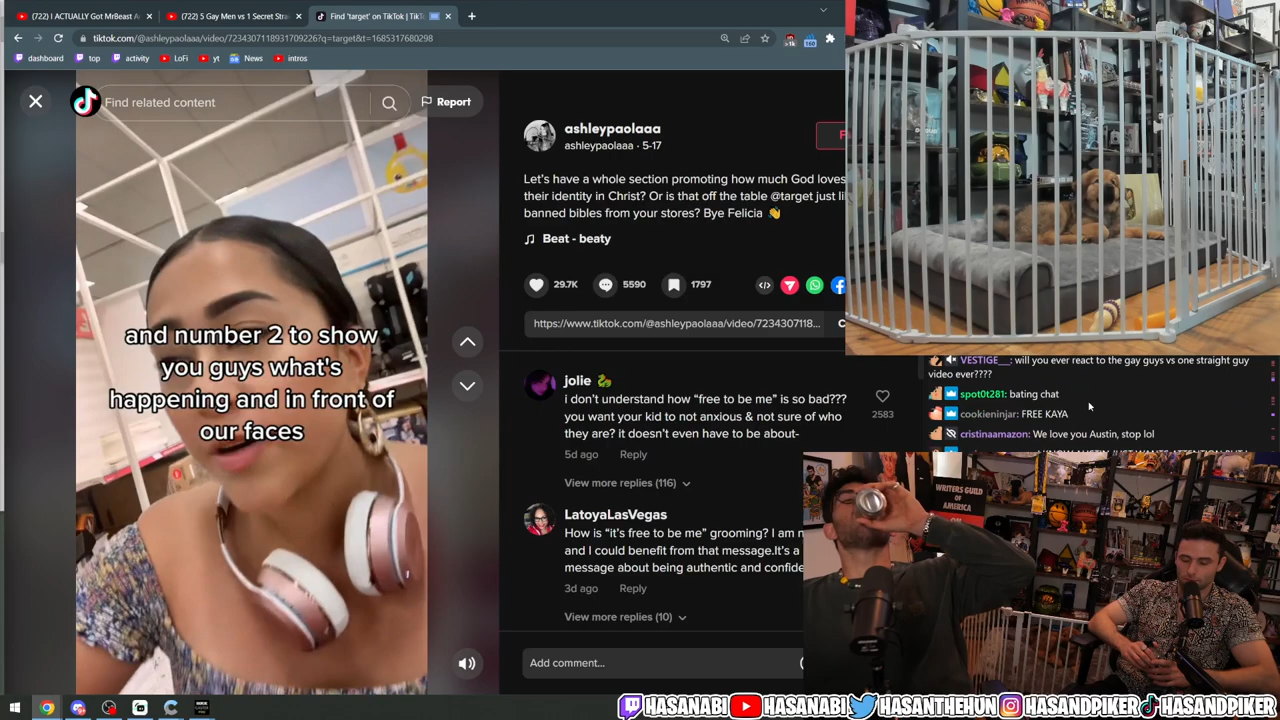 (722) I ACTUALLY Got MrBeast A
(722) 5 Gay Men vs 1 Secret Stra
Find 'target' on TikTok | Tik
tiktok.com/@ashleypaolaaa/video/7234307118931709226?q=target&t=1685317680298
dashboard
top
activity
LoFi
yt
News
intros
>1k
168
Find related content
Report
and number 2 to show
you guys what's
happening and in front of
our faces
ashleypaolaaa
ashleypaolaaa · 5-17
Let's have a whole section promoting how much God loves
their identity in Christ? Or is that off the table @target just li
banned bibles from your stores? Bye Felicia 👋
Beat - beaty
29.7K
5590
1797
https://www.tiktok.com/@ashleypaolaaa/video/7234307118...
C
jolie 🐍
i don't understand how "free to be me" is so bad???
you want your kid to not anxious & not sure of who
they are? it doesn't even have to be about-
5d ago
Reply
2583
View more replies (116)
LatoyaLasVegas
How is "it's free to be me" grooming? I am n
and I could benefit from that message.It's a
message about being authentic and confide
3d ago
Reply
View more replies (10)
Add comment...
VESTIGE__: will you ever react to the gay guys vs one straight guy
video ever????
spot0t281: bating chat
cookieninjar: FREE KAYA
cristinaamazon: We love you Austin, stop lol
WRITERS GUILD
OF
AMERICA
ON
HASANABI
HASANABI
HASANTHEHUN
HASANDPIKER
HASANDPIKER